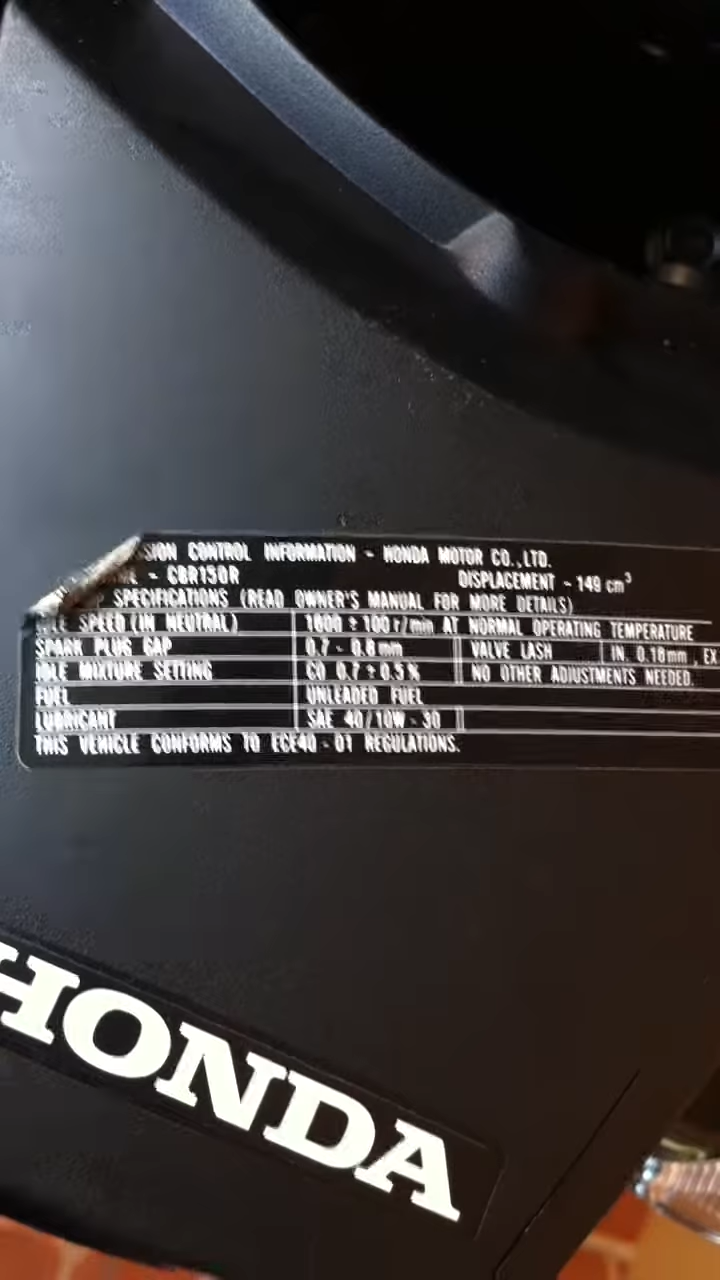 SION CONTROL INFORMATION - HONDA MOTOR CO.,LTD.
- CBR150R DISPLACEMENT - 149 cm³
SPECIFICATIONS (READ OWNER'S MANUAL FOR MORE DETAILS)
SPEED (IN NEUTRAL) 1600 ± 100 r/min AT NORMAL OPERATING TEMPERATURE
SPARK PLUG GAP 0.7 - 0.8 mm VALVE LASH IN. 0.16mm , EX
IDLE MIXTURE SETTING CO 0.7 ± 0.5 % NO OTHER ADJUSTMENTS NEEDED.
FUEL UNLEADED FUEL
LUBRICANT SAE 40/10W - 30
THIS VEHICLE CONFORMS TO ECE40 - 01 REGULATIONS.
HONDA